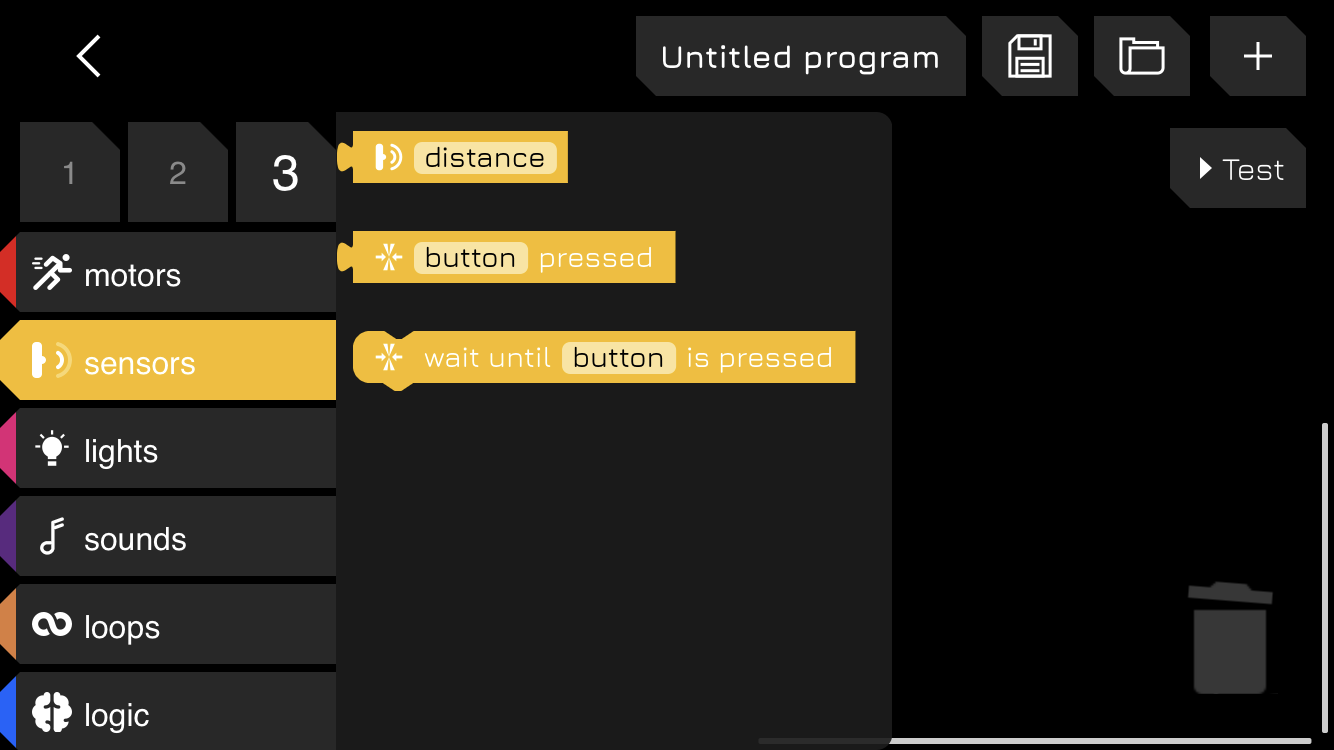 Untitled program
1 2 3
Test
motors
sensors
lights
sounds
loops
logic
distance
button pressed
wait until button is pressed